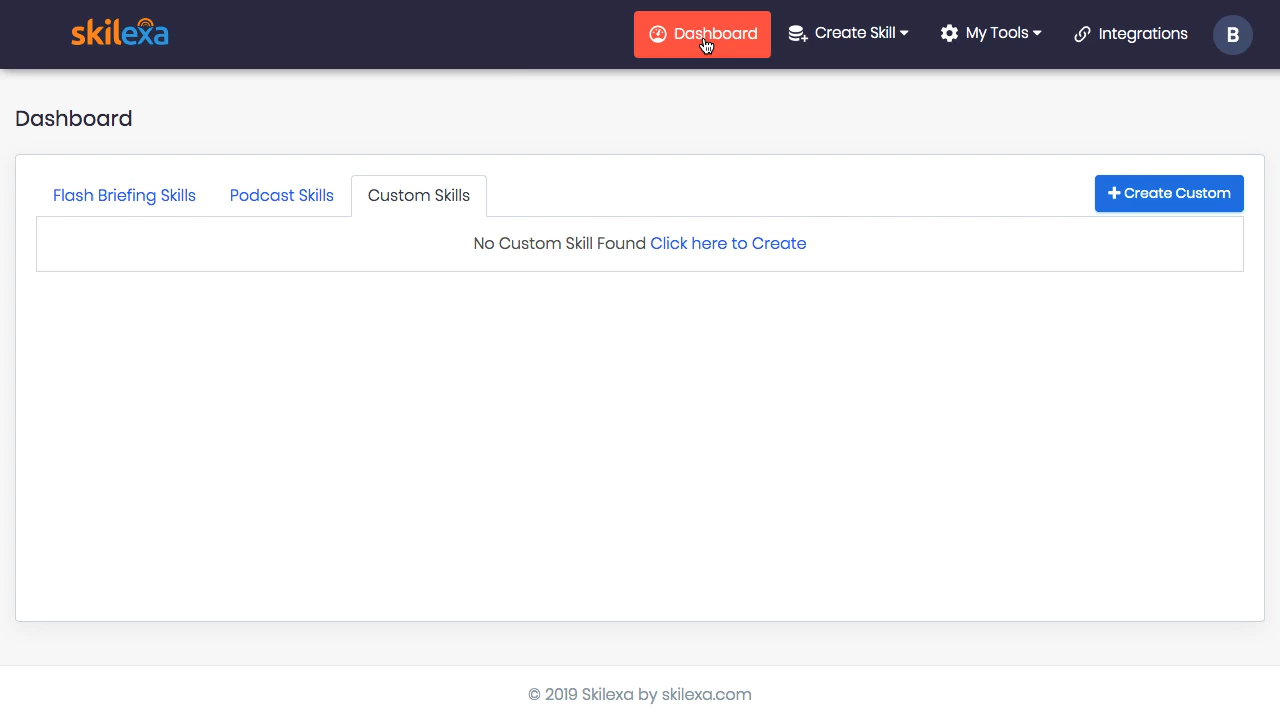 skilexa
Dashboard
Create Skill
My Tools
Integrations
B
Dashboard
Flash Briefing Skills
Podcast Skills
Custom Skills
Create Custom
No Custom Skill Found Click here to Create
© 2019 Skilexa by skilexa.com